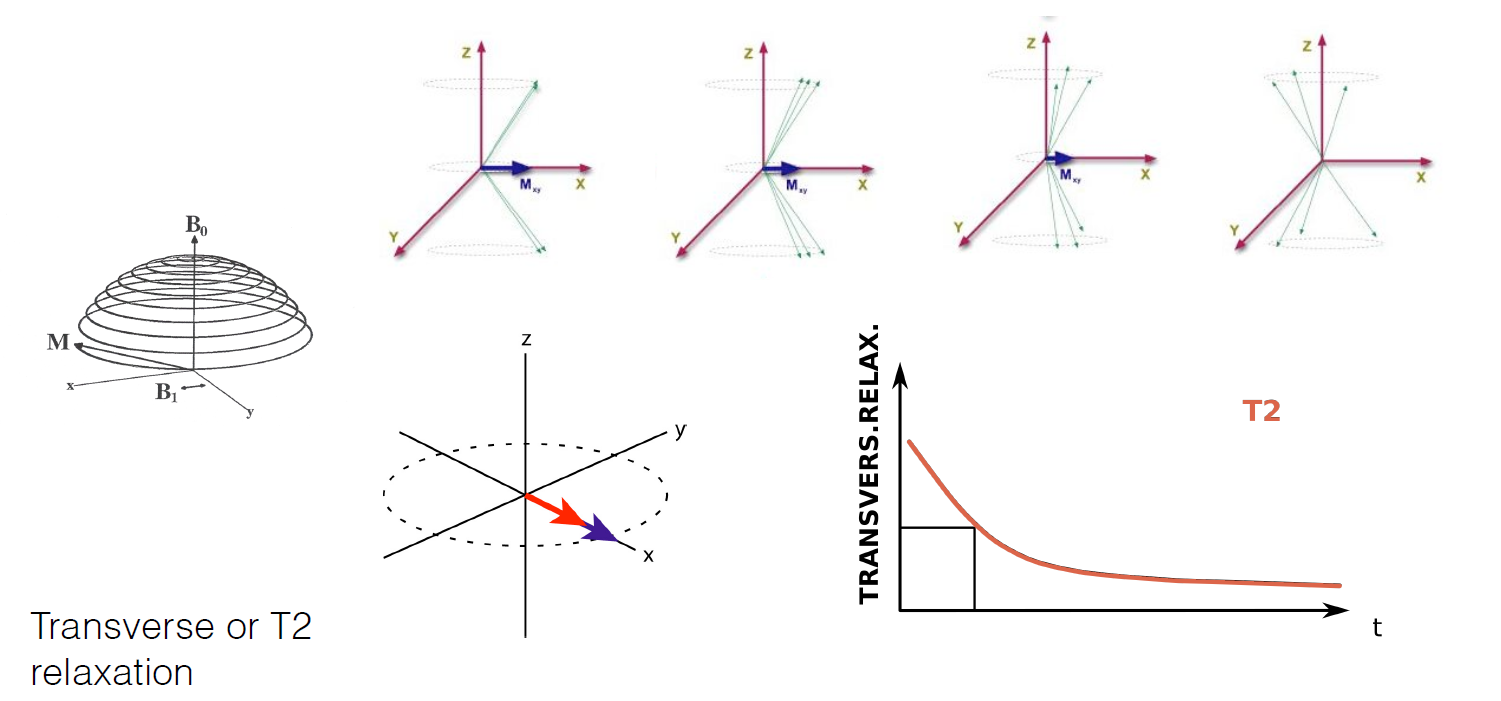 Z
Mxy
X
Y
Z
Mxy
X
Y
Z
Mxy
X
Y
Z
X
Y
B0
M
x
B1
y
z
y
x
TRANSVERS.RELAX.
T2
t
Transverse or T2
relaxation